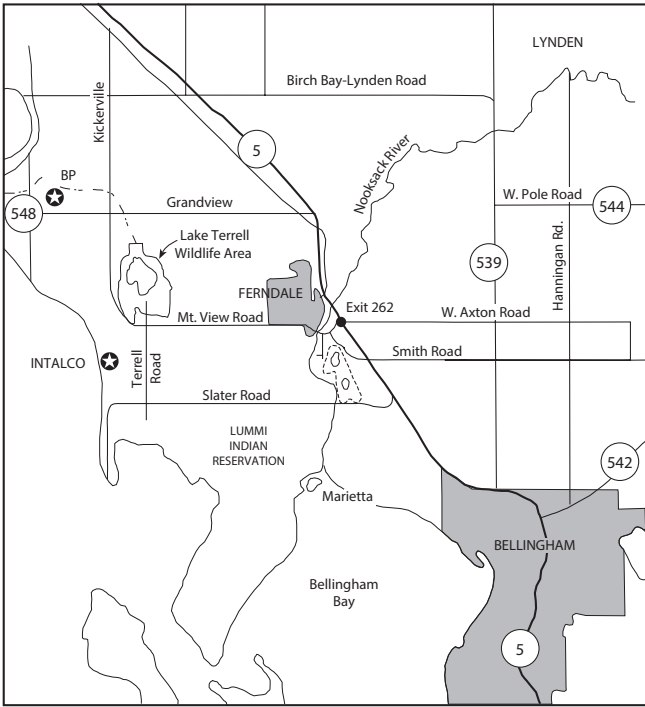 LYNDEN
Birch Bay-Lynden Road
Kickerville
5
Nooksack River
BP
548
Grandview
W. Pole Road
544
Lake Terrell
Wildlife Area
539
Hanningan Rd.
FERNDALE
Exit 262
Mt. View Road
W. Axton Road
INTALCO
Terrell
Road
Smith Road
Slater Road
LUMMI
INDIAN
RESERVATION
542
Marietta
BELLINGHAM
Bellingham
Bay
5